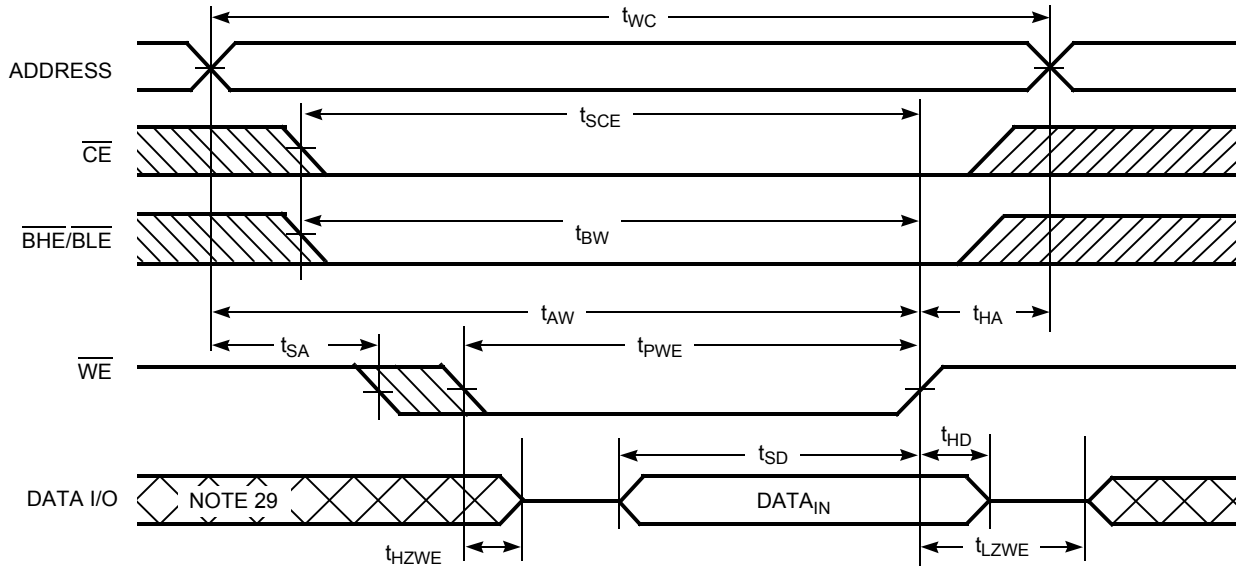 tWC
ADDRESS
tSCE
CE
BHE/BLE
tBW
tAW
tHA
tSA
tPWE
WE
tHD
tSD
DATA I/O
NOTE 29
DATAIN
tHZWE
tLZWE